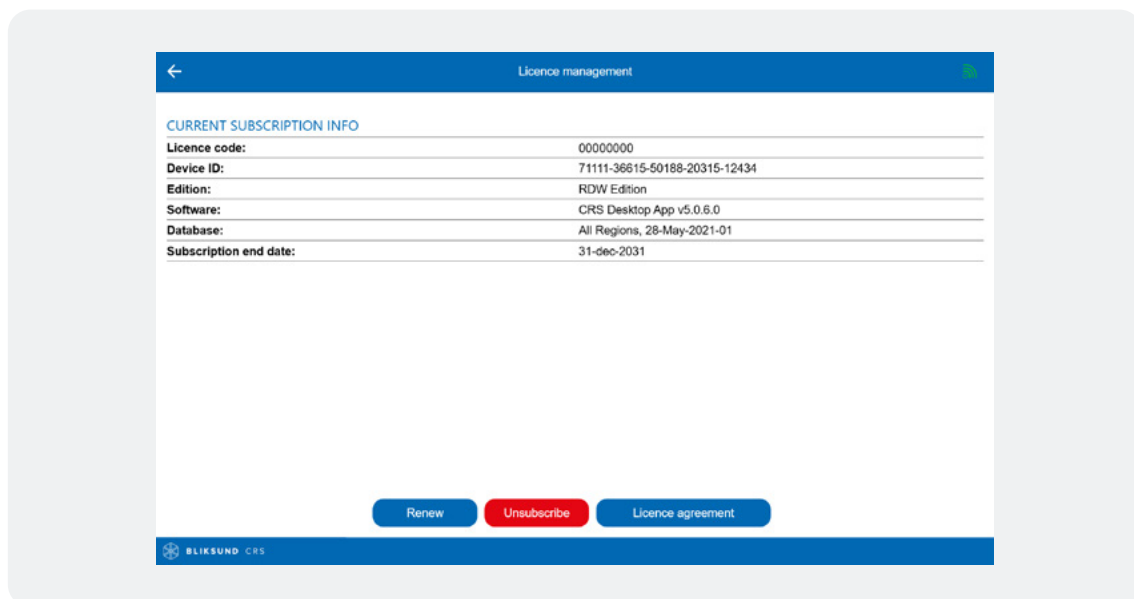 Licence management
CURRENT SUBSCRIPTION INFO
Licence code: 00000000
Device ID: 71111-36615-50188-20315-12434
Edition: RDW Edition
Software: CRS Desktop App v5.0.6.0
Database: All Regions, 28-May-2021-01
Subscription end date: 31-dec-2031
Renew Unsubscribe Licence agreement
BLIKSUND CRS